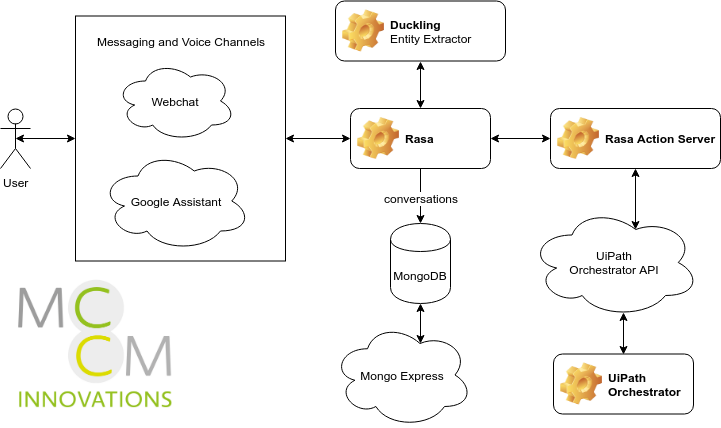 Messaging and Voice Channels
Webchat
Google Assistant
User
Duckling
Entity Extractor
Rasa
Rasa Action Server
conversations
MongoDB
Mongo Express
UiPath
Orchestrator API
UiPath
Orchestrator
MC
CM
INNOVATIONS